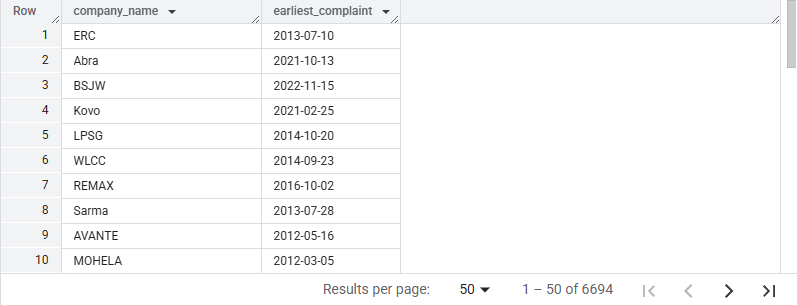 Row company_name earliest_complaint
1 ERC 2013-07-10
2 Abra 2021-10-13
3 BSJW 2022-11-15
4 Kovo 2021-02-25
5 LPSG 2014-10-20
6 WLCC 2014-09-23
7 REMAX 2016-10-02
8 Sarma 2013-07-28
9 AVANTE 2012-05-16
10 MOHELA 2012-03-05
Results per page: 50 1 – 50 of 6694